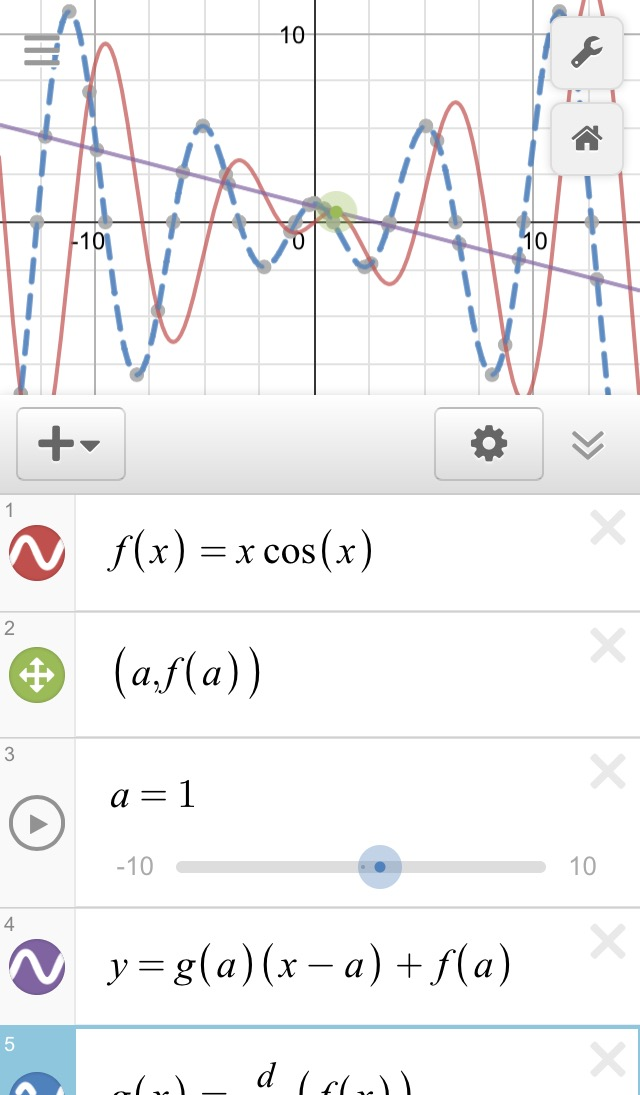 10
-10
0
10
1
f(x) = x cos(x)
2
(a,f(a))
3
a = 1
-10
10
4
y = g(a)(x − a) + f(a)
5
g(x) = d (f(x))